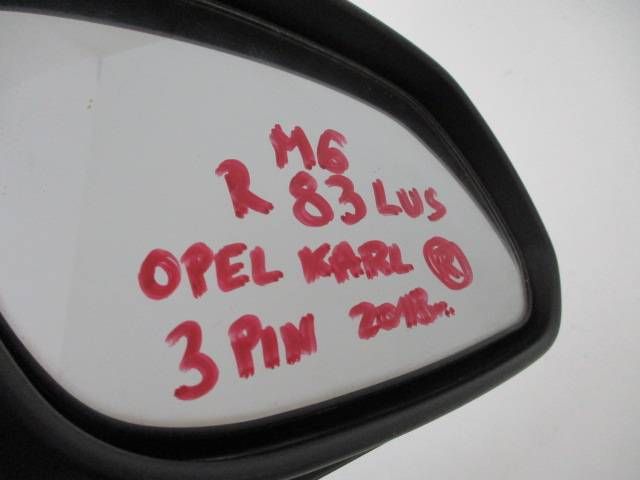 M6
R 83 LUS
OPEL KARL R
3 PIN 2018r.